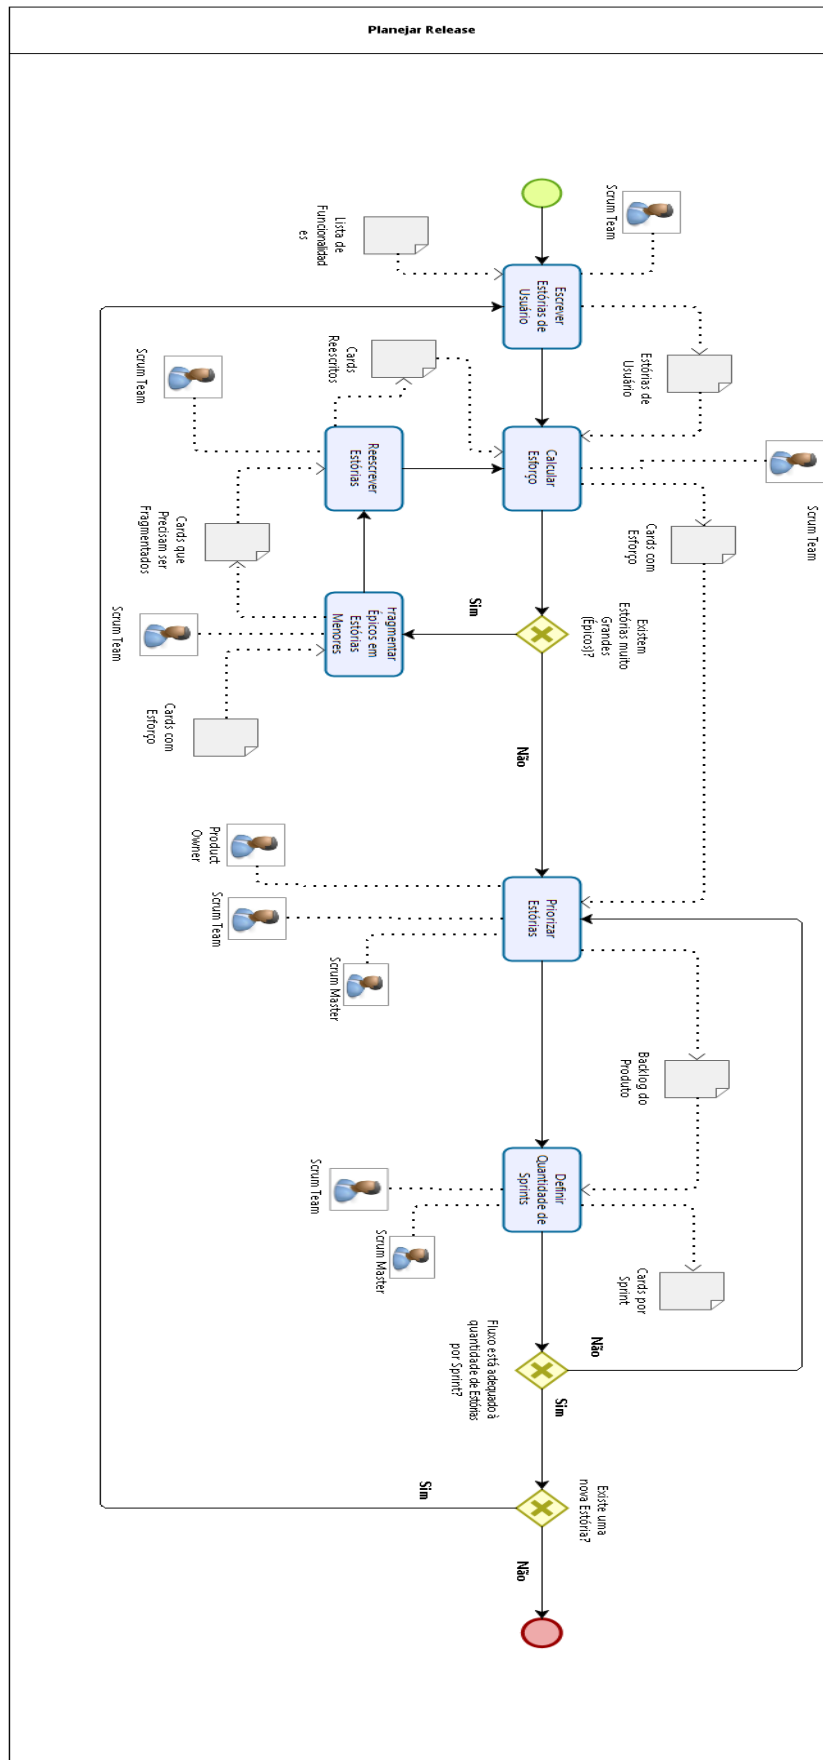 Planejar Release
Scrum Team
Lista de
Funcionalidad
es
Escrever
Estórias de
Usuário
Estórias de
Usuário
Cards
Reescritos
Scrum Team
Reescrever
Estórias
Calcular
Esforço
Scrum Team
Cards com
Esforço
Cards que
Precisam ser
Fragmentados
Existem
Estórias muito
Grandes
(Épicos)?
Sim
Fragmentar
Épicos em
Estórias
Menores
Scrum Team
Cards com
Esforço
Não
Product
Owner
Scrum Team
Scrum Master
Priorizar
Estórias
Backlog do
Produto
Definir
Quantidade de
Sprints
Scrum Team
Scrum Master
Cards por
Sprint
Não
Fluxo está adequado à
quantidade de Estórias
por Sprint?
Sim
Existe uma
nova Estória?
Sim
Não